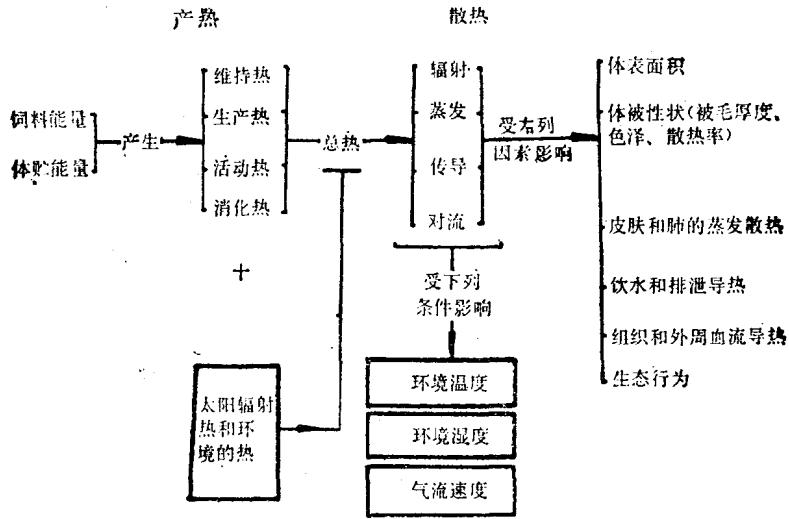 产热
散热
饲料能量
体贮能量
产生
维持热
生产热
活动热
消化热
+
太阳辐射
热和环
境的热
总热
辐射
蒸发
传导
对流
受下列
条件影响
环境温度
环境湿度
气流速度
受右列
因素影响
体表面积
体被性状(被毛厚度、
色泽、散热率)
皮肤和肺的蒸发散热
饮水和排泄导热
组织和外周血流导热
生态行为